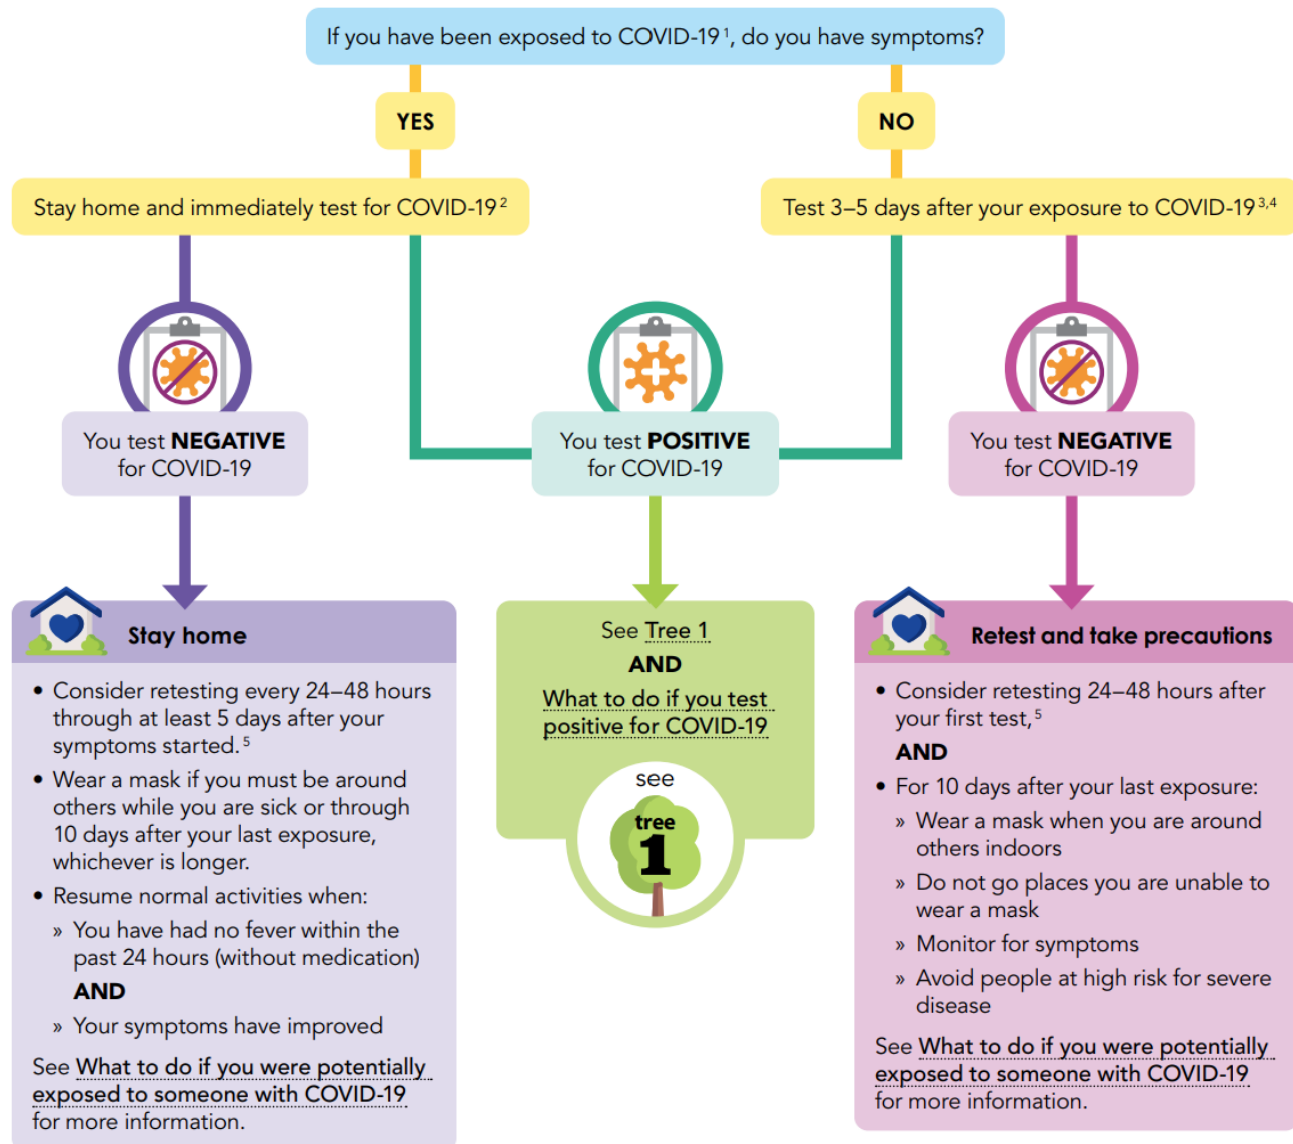 If you have been exposed to COVID-19¹, do you have symptoms?
YES
NO
Stay home and immediately test for COVID-19²
Test 3–5 days after your exposure to COVID-19³,⁴
You test NEGATIVE
for COVID-19
You test POSITIVE
for COVID-19
You test NEGATIVE
for COVID-19
Stay home
• Consider retesting every 24–48 hours
through at least 5 days after your
symptoms started.⁵
• Wear a mask if you must be around
others while you are sick or through
10 days after your last exposure,
whichever is longer.
• Resume normal activities when:
» You have had no fever within the
past 24 hours (without medication)
AND
» Your symptoms have improved
See What to do if you were potentially
exposed to someone with COVID-19
for more information.
See Tree 1
AND
What to do if you test
positive for COVID-19
see
tree
1
Retest and take precautions
• Consider retesting 24–48 hours after
your first test,⁵
AND
• For 10 days after your last exposure:
» Wear a mask when you are around
others indoors
» Do not go places you are unable to
wear a mask
» Monitor for symptoms
» Avoid people at high risk for severe
disease
See What to do if you were potentially
exposed to someone with COVID-19
for more information.